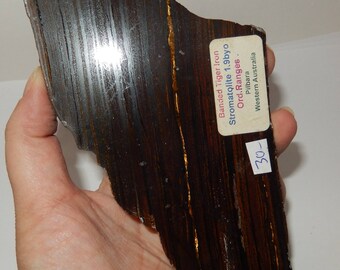 Banded Tiger Iron
Stromatolite 1.9byo
Ord.Ranges -
Pilbara
Western Australia
30-